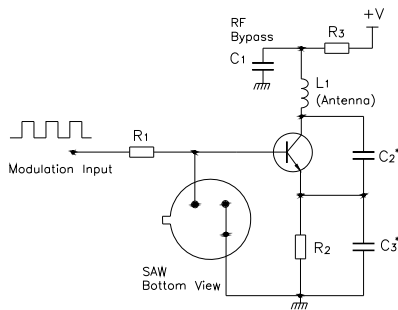 +V
RF
Bypass
R3
C1
L1
(Antenna)
R1
C2*
Modulation Input
SAW
Bottom View
R2
C3*